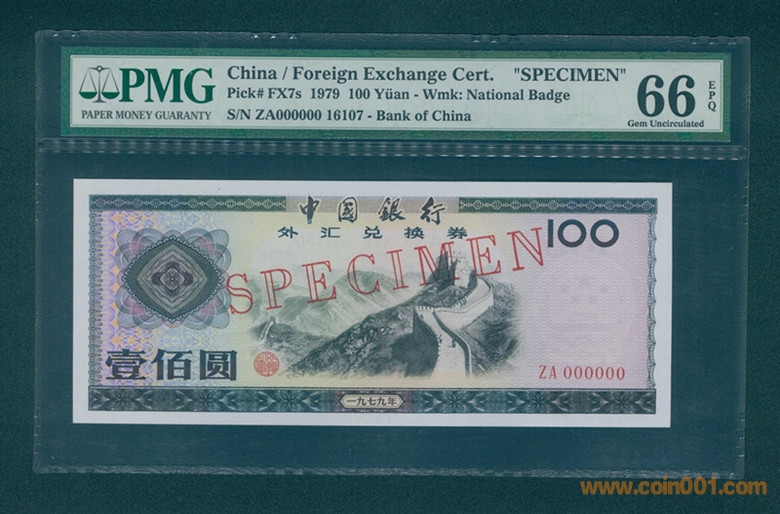 PMG
PAPER MONEY GUARANTY
China / Foreign Exchange Cert. "SPECIMEN"
Pick# FX7s 1979 100 Yüan - Wmk: National Badge
S/N ZA000000 16107 - Bank of China
66
EPQ
Gem Uncirculated
中國銀行
外汇兑换券
100
SPECIMEN
壹佰圆
ZA 000000
一九七九年
www.coin001.com